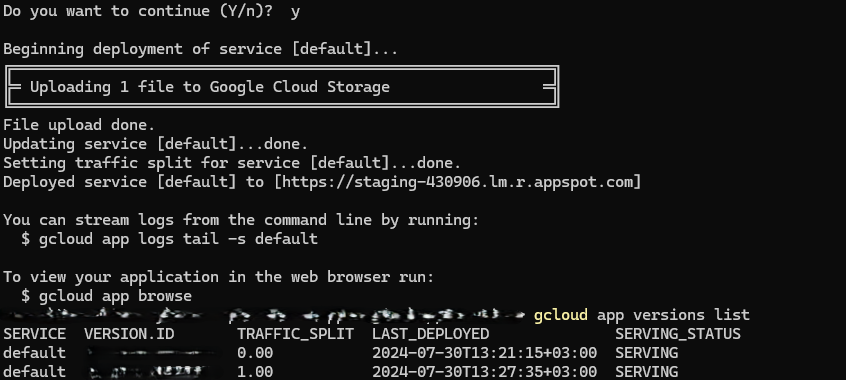 Do you want to continue (Y/n)?  y
Beginning deployment of service [default]...
Uploading 1 file to Google Cloud Storage
File upload done.
Updating service [default]...done.
Setting traffic split for service [default]...done.
Deployed service [default] to [https://staging-430906.lm.r.appspot.com]
You can stream logs from the command line by running:
  $ gcloud app logs tail -s default
To view your application in the web browser run:
  $ gcloud app browse
gcloud app versions list
SERVICE  VERSION.ID  TRAFFIC_SPLIT  LAST_DEPLOYED  SERVING_STATUS
default  0.00  2024-07-30T13:21:15+03:00  SERVING
default  1.00  2024-07-30T13:27:35+03:00  SERVING